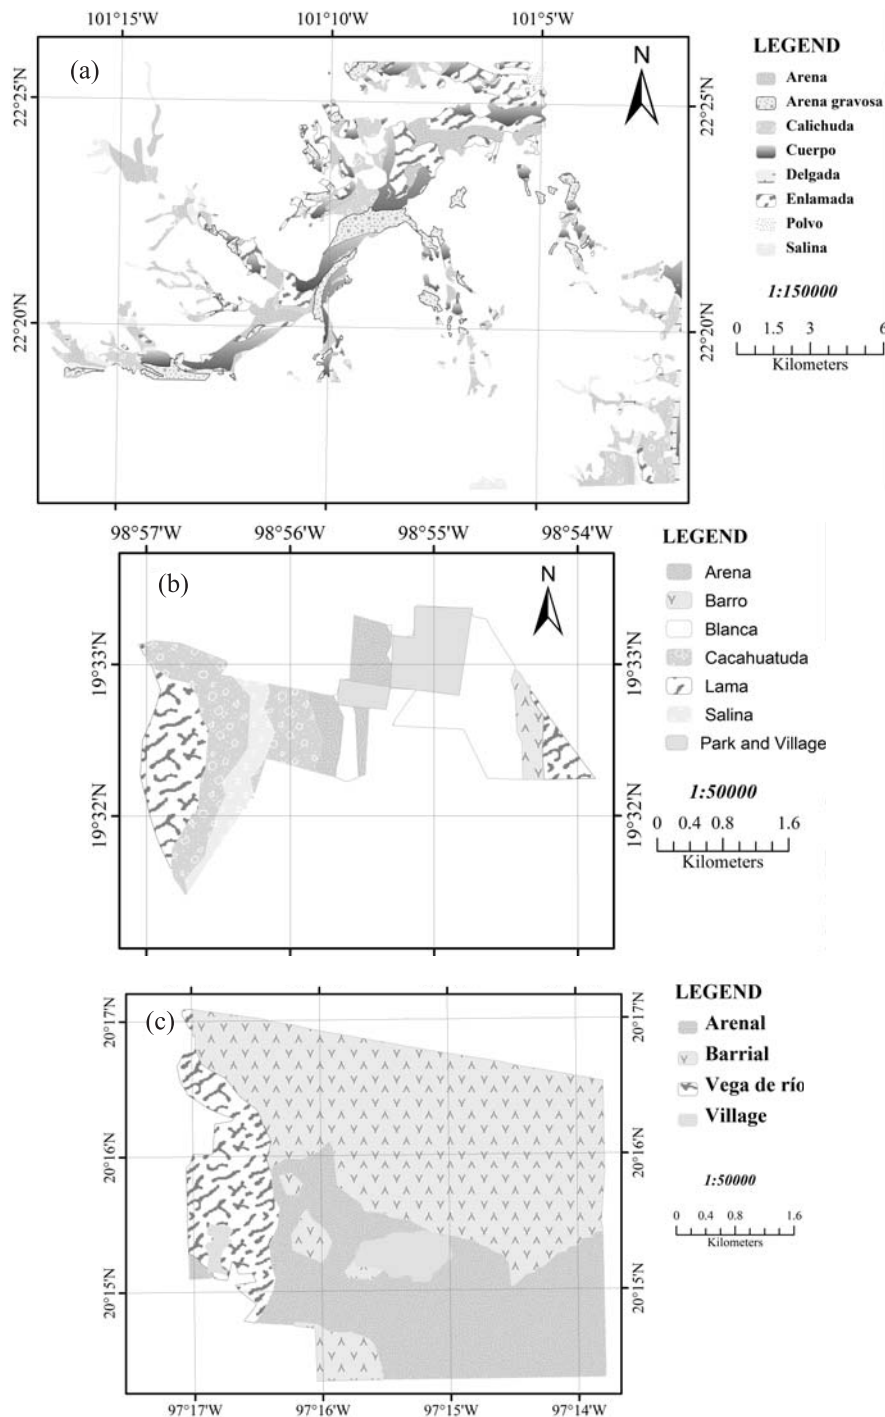 101°15'W 101°10'W 101°5'W
(a)
N
22°25'N
22°25'N
22°20'N
22°20'N
LEGEND
Arena
Arena gravosa
Calichuda
Cuerpo
Delgada
Enlamada
Polvo
Salina
1:150000
0 1.5 3 6
Kilometers
98°57'W 98°56'W 98°55'W 98°54'W
(b)
N
19°33'N
19°33'N
19°32'N
19°32'N
LEGEND
Arena
Barro
Blanca
Cacahuatuda
Lama
Salina
Park and Village
1:50000
0 0.4 0.8 1.6
Kilometers
(c)
20°17'N
20°17'N
20°16'N
20°16'N
20°15'N
20°15'N
97°17'W 97°16'W 97°15'W 97°14'W
LEGEND
Arenal
Barrial
Vega de río
Village
1:50000
0 0.4 0.8 1.6
Kilometers